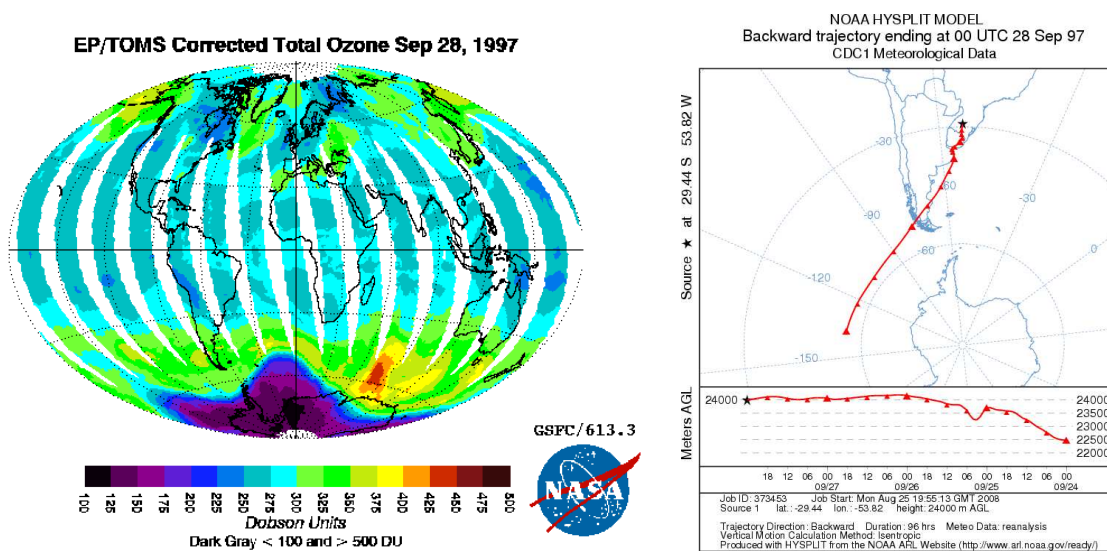 EP/TOMS Corrected Total Ozone Sep 28, 1997
GSFC/613.3
NASA
100 125 150 175 200 225 250 275 300 325 350 375 400 425 450 475 500
Dobson Units
Dark Gray < 100 and > 500 DU
NOAA HYSPLIT MODEL
Backward trajectory ending at 00 UTC 28 Sep 97
CDC1 Meteorological Data
Source ★ at 29.44 S 53.82 W
-30
-30
-60
-90
-60
-30
-120
0
-150
Meters AGL
24000
24000
23500
23000
22500
22000
18 12 06 00 18 12 06 00 18 12 06 00 18 12 06 00
09/27 09/26 09/25 09/24
Job ID: 373453 Job Start: Mon Aug 25 19:55:13 GMT 2008
Source 1 lat.: -29.44 lon.: -53.82 height: 24000 m AGL
Trajectory Direction: Backward Duration: 96 hrs Meteo Data: reanalysis
Vertical Motion Calculation Method: Isentropic
Produced with HYSPLIT from the NOAA ARL Website (http://www.arl.noaa.gov/ready/)